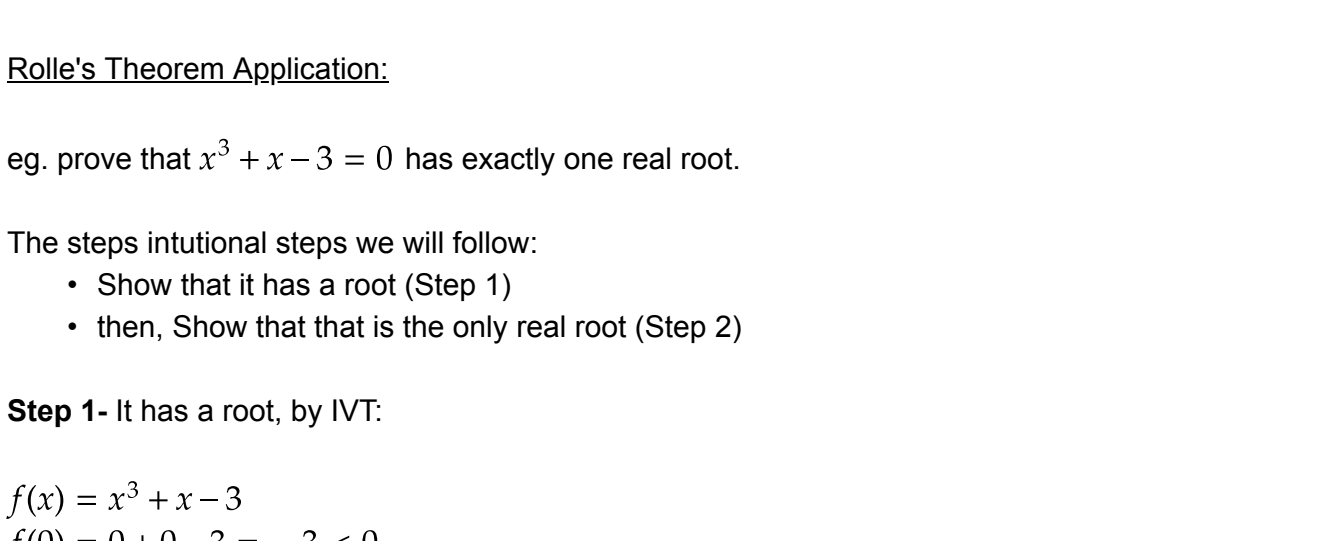 Rolle's Theorem Application:
eg. prove that x³ + x − 3 = 0 has exactly one real root.
The steps intutional steps we will follow:
• Show that it has a root (Step 1)
• then, Show that that is the only real root (Step 2)
Step 1- It has a root, by IVT:
f(x) = x³ + x − 3